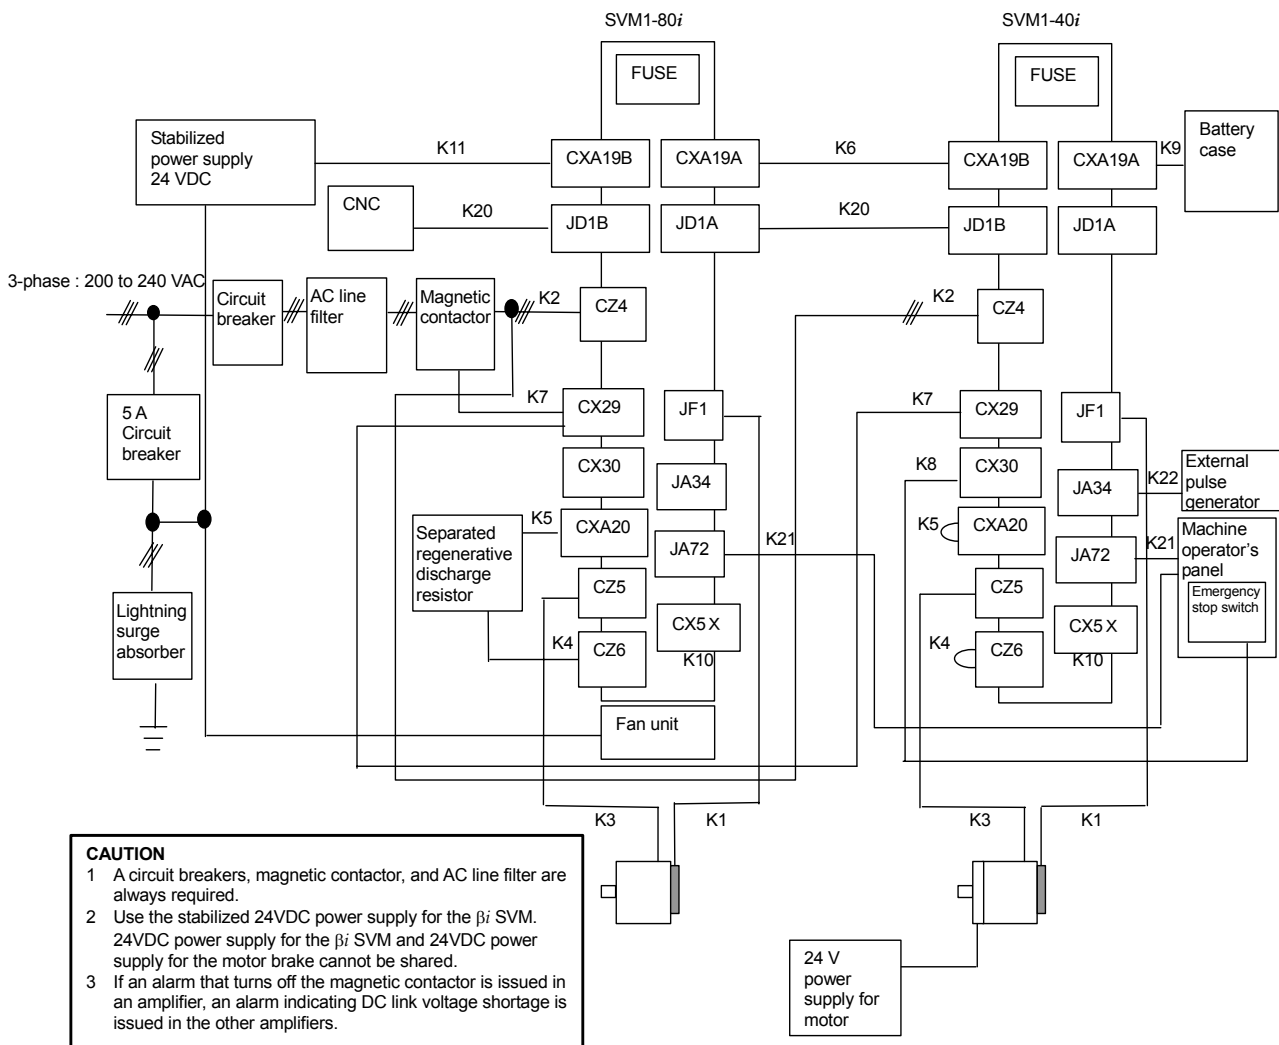 SVM1-80i
SVM1-40i
FUSE
FUSE
Stabilized
power supply
24 VDC
K11
CXA19B
CXA19A
K6
CXA19B
CXA19A
K9
Battery
case
CNC
K20
JD1B
JD1A
K20
JD1B
JD1A
3-phase : 200 to 240 VAC
Circuit
breaker
AC line
filter
Magnetic
contactor
K2
CZ4
K2
CZ4
5 A
Circuit
breaker
K7
CX29
JF1
K7
CX29
JF1
CX30
JA34
K8
CX30
JA34
K22
External
pulse
generator
Separated
regenerative
discharge
resistor
K5
CXA20
JA72
K21
K5
CXA20
JA72
K21
Machine
operator's
panel
Emergency
stop switch
CZ5
CX5 X
CZ5
CX5 X
Lightning
surge
absorber
K4
CZ6
K10
K4
CZ6
K10
Fan unit
K3
K1
K3
K1
CAUTION
1 A circuit breakers, magnetic contactor, and AC line filter are
always required.
2 Use the stabilized 24VDC power supply for the βi SVM.
24VDC power supply for the βi SVM and 24VDC power
supply for the motor brake cannot be shared.
3 If an alarm that turns off the magnetic contactor is issued in
an amplifier, an alarm indicating DC link voltage shortage is
issued in the other amplifiers.
24 V
power
supply for
motor